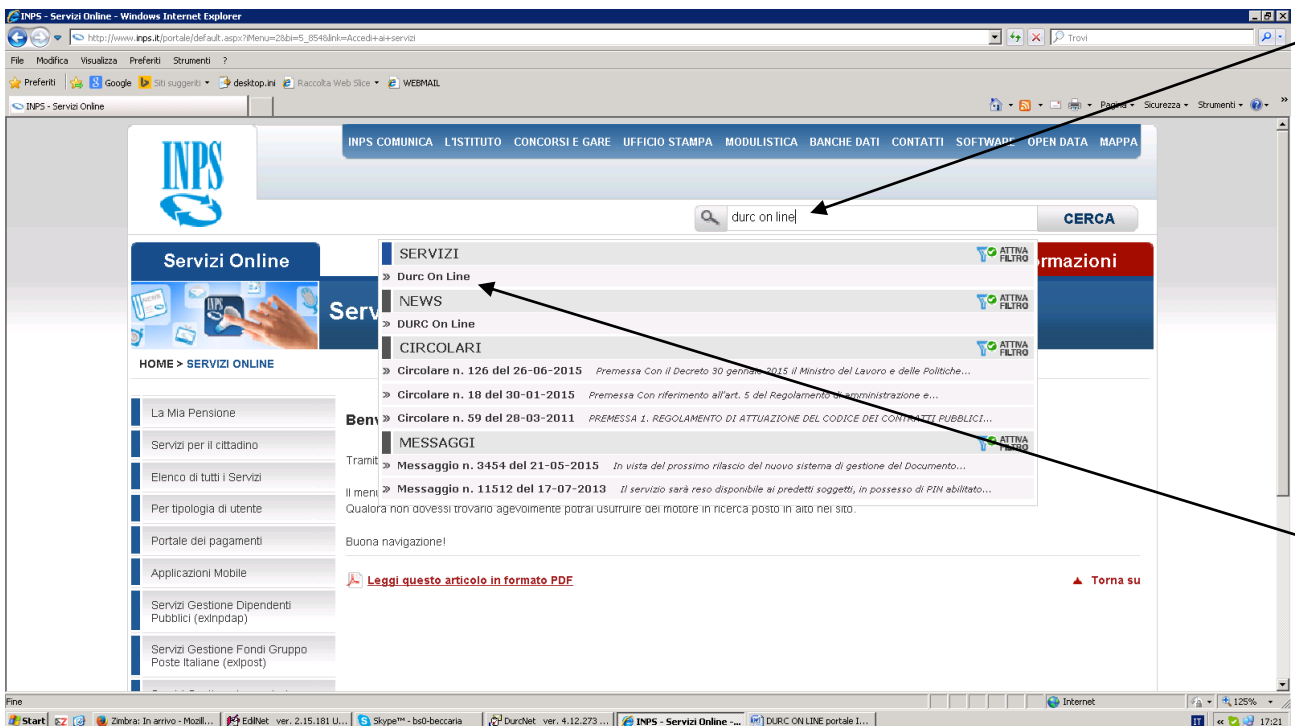 INPS - Servizi Online - Windows Internet Explorer
http://www.inps.it/portale/default.aspx?iMenu=2&bi=5_854&link=Accedi+ai+servizi
Trovi
File Modifica Visualizza Preferiti Strumenti ?
Preferiti Google Siti suggeriti desktop.ini Raccolta Web Slice WEBMAIL
INPS - Servizi Online
Pagina Sicurezza Strumenti
INPS
INPS COMUNICA L'ISTITUTO CONCORSI E GARE UFFICIO STAMPA MODULISTICA BANCHE DATI CONTATTI SOFTWARE OPEN DATA MAPPA
durc on line
CERCA
Servizi Online
rmazioni
Serv
HOME > SERVIZI ONLINE
SERVIZI ATTIVA FILTRO
» Durc On Line
NEWS ATTIVA FILTRO
» DURC On Line
CIRCOLARI ATTIVA FILTRO
» Circolare n. 126 del 26-06-2015 Premessa Con il Decreto 30 gennaio 2015 il Ministro del Lavoro e delle Politiche...
» Circolare n. 18 del 30-01-2015 Premessa Con riferimento all'art. 5 del Regolamento di amministrazione e...
» Circolare n. 59 del 28-03-2011 PREMESSA 1. REGOLAMENTO DI ATTUAZIONE DEL CODICE DEI CONTRATTI PUBBLICI...
MESSAGGI ATTIVA FILTRO
» Messaggio n. 3454 del 21-05-2015 In vista del prossimo rilascio del nuovo sistema di gestione del Documento...
» Messaggio n. 11512 del 17-07-2013 Il servizio sarà reso disponibile ai predetti soggetti, in possesso di PIN abilitato...
La Mia Pensione
Servizi per il cittadino
Elenco di tutti i Servizi
Per tipologia di utente
Portale dei pagamenti
Applicazioni Mobile
Servizi Gestione Dipendenti
Pubblici (exInpdap)
Servizi Gestione Fondi Gruppo
Poste Italiane (exIpost)
Benv
Tramit
Il menu
Qualora non dovessi trovarlo agevolmente potrai usufruire del motore in ricerca posto in alto nel sito.
Buona navigazione!
Leggi questo articolo in formato PDF
Torna su
Fine
Internet
125%
Start
Zimbra: In arrivo - Mozill...
EdilNet ver. 2.15.181 U...
Skype™ - bs0-beccaria
DurcNet ver. 4.12.273 ...
INPS - Servizi Online -...
DURC ON LINE portale I...
IT
17:21